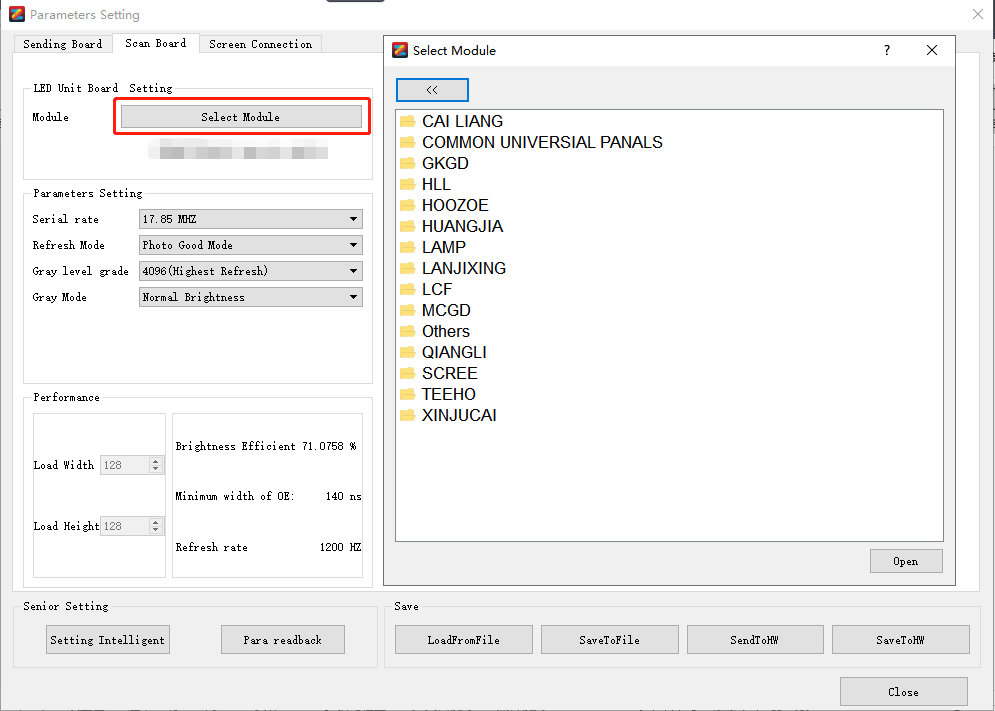 Parameters Setting
Sending Board
Scan Board
Screen Connection
LED Unit Board Setting
Module
Select Module
Parameters Setting
Serial rate
17.85 MHZ
Refresh Mode
Photo Good Mode
Gray level grade
4096(Highest Refresh)
Gray Mode
Normal Brightness
Performance
Load Width
128
Load Height
128
Brightness Efficient 71.0758 %
Minimum width of OE: 140 ns
Refresh rate 1200 HZ
Select Module
?
<<
CAI LIANG
COMMON UNIVERSIAL PANALS
GKGD
HLL
HOOZOE
HUANGJIA
LAMP
LANJIXING
LCF
MCGD
Others
QIANGLI
SCREE
TEEHO
XINJUCAI
Open
Senior Setting
Setting Intelligent
Para readback
Save
LoadFromFile
SaveToFile
SendToHW
SaveToHW
Close